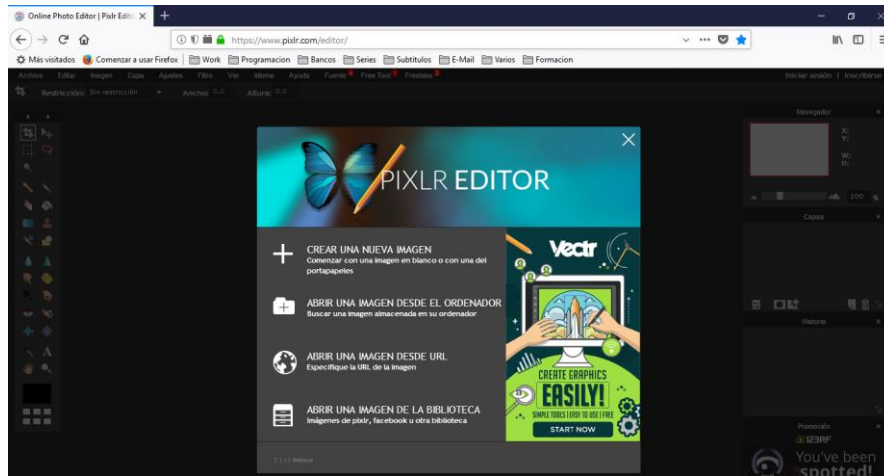 Online Photo Editor | Pixlr Edito
https://www.pixlr.com/editor/
Más visitados Comenzar a usar Firefox Work Programacion Bancos Series Subtitulos E-Mail Varios Formacion
Archivo Editar Imagen Capa Ajustes Filtro Ver Idioma Ayuda Fuente Free Tool Freebies Iniciar sesión | Inscribirse
Restricción: Sin restricción Ancho: 0.0 Altura: 0.0
Navegador
X:
Y:
W:
H:
100 %
Capas
Historia
Promoción
123RF
You've been
spotted!
PIXLR EDITOR
CREAR UNA NUEVA IMAGEN
Comenzar con una imagen en blanco o con una del
portapapeles
ABRIR UNA IMAGEN DESDE EL ORDENADOR
Buscar una imagen almacenada en su ordenador
ABRIR UNA IMAGEN DESDE URL
Especifique la URL de la imagen
ABRIR UNA IMAGEN DE LA BIBLIOTECA
Imágenes de pixlr, facebook u otra biblioteca
Vectr
CREATE GRAPHICS
EASILY!
SIMPLE TOOLS | EASY TO USE | FREE
START NOW